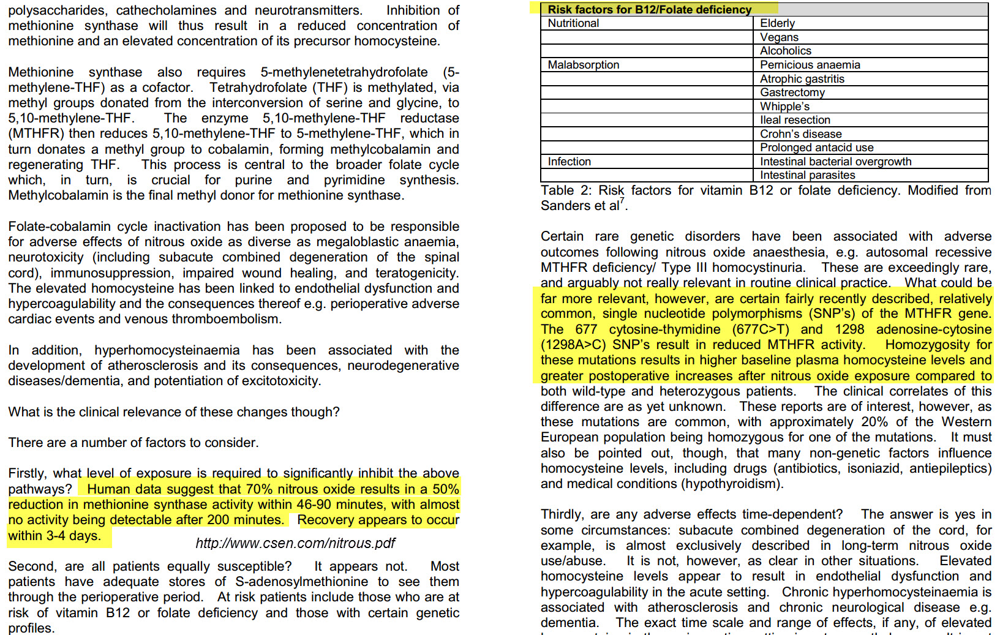 polysaccharides, cathecholamines and neurotransmitters. Inhibition of
methionine synthase will thus result in a reduced concentration of
methionine and an elevated concentration of its precursor homocysteine.
Methionine synthase also requires 5-methylenetetrahydrofolate (5-
methylene-THF) as a cofactor. Tetrahydrofolate (THF) is methylated, via
methyl groups donated from the interconversion of serine and glycine, to
5,10-methylene-THF. The enzyme 5,10-methylene-THF reductase
(MTHFR) then reduces 5,10-methylene-THF to 5-methylene-THF, which in
turn donates a methyl group to cobalamin, forming methylcobalamin and
regenerating THF. This process is central to the broader folate cycle
which, in turn, is crucial for purine and pyrimidine synthesis.
Methylcobalamin is the final methyl donor for methionine synthase.
Folate-cobalamin cycle inactivation has been proposed to be responsible
for adverse effects of nitrous oxide as diverse as megaloblastic anaemia,
neurotoxicity (including subacute combined degeneration of the spinal
cord), immunosuppression, impaired wound healing, and teratogenicity.
The elevated homocysteine has been linked to endothelial dysfunction and
hypercoagulability and the consequences thereof e.g. perioperative adverse
cardiac events and venous thromboembolism.
In addition, hyperhomocysteinaemia has been associated with the
development of atherosclerosis and its consequences, neurodegenerative
diseases/dementia, and potentiation of excitotoxicity.
What is the clinical relevance of these changes though?
There are a number of factors to consider.
Firstly, what level of exposure is required to significantly inhibit the above
pathways? Human data suggest that 70% nitrous oxide results in a 50%
reduction in methionine synthase activity within 46-90 minutes, with almost
no activity being detectable after 200 minutes. Recovery appears to occur
within 3-4 days.
http://www.csen.com/nitrous.pdf
Second, are all patients equally susceptible? It appears not. Most
patients have adequate stores of S-adenosylmethionine to see them
through the perioperative period. At risk patients include those who are at
risk of vitamin B12 or folate deficiency and those with certain genetic
profiles.
Risk factors for B12/Folate deficiency
Nutritional Elderly
Vegans
Alcoholics
Malabsorption Pernicious anaemia
Atrophic gastritis
Gastrectomy
Whipple's
Ileal resection
Crohn's disease
Prolonged antacid use
Infection Intestinal bacterial overgrowth
Intestinal parasites
Table 2: Risk factors for vitamin B12 or folate deficiency. Modified from
Sanders et al7.
Certain rare genetic disorders have been associated with adverse
outcomes following nitrous oxide anaesthesia, e.g. autosomal recessive
MTHFR deficiency/ Type III homocystinuria. These are exceedingly rare,
and arguably not really relevant in routine clinical practice. What could be
far more relevant, however, are certain fairly recently described, relatively
common, single nucleotide polymorphisms (SNP's) of the MTHFR gene.
The 677 cytosine-thymidine (677C>T) and 1298 adenosine-cytosine
(1298A>C) SNP's result in reduced MTHFR activity. Homozygosity for
these mutations results in higher baseline plasma homocysteine levels and
greater postoperative increases after nitrous oxide exposure compared to
both wild-type and heterozygous patients. The clinical correlates of this
difference are as yet unknown. These reports are of interest, however, as
these mutations are common, with approximately 20% of the Western
European population being homozygous for one of the mutations. It must
also be pointed out, though, that many non-genetic factors influence
homocysteine levels, including drugs (antibiotics, isoniazid, antiepileptics)
and medical conditions (hypothyroidism).
Thirdly, are any adverse effects time-dependent? The answer is yes in
some circumstances: subacute combined degeneration of the cord, for
example, is almost exclusively described in long-term nitrous oxide
use/abuse. It is not, however, as clear in other situations. Elevated
homocysteine levels appear to result in endothelial dysfunction and
hypercoagulability in the acute setting. Chronic hyperhomocysteinaemia is
associated with atherosclerosis and chronic neurological disease e.g.
dementia. The exact time scale and range of effects, if any, of elevated